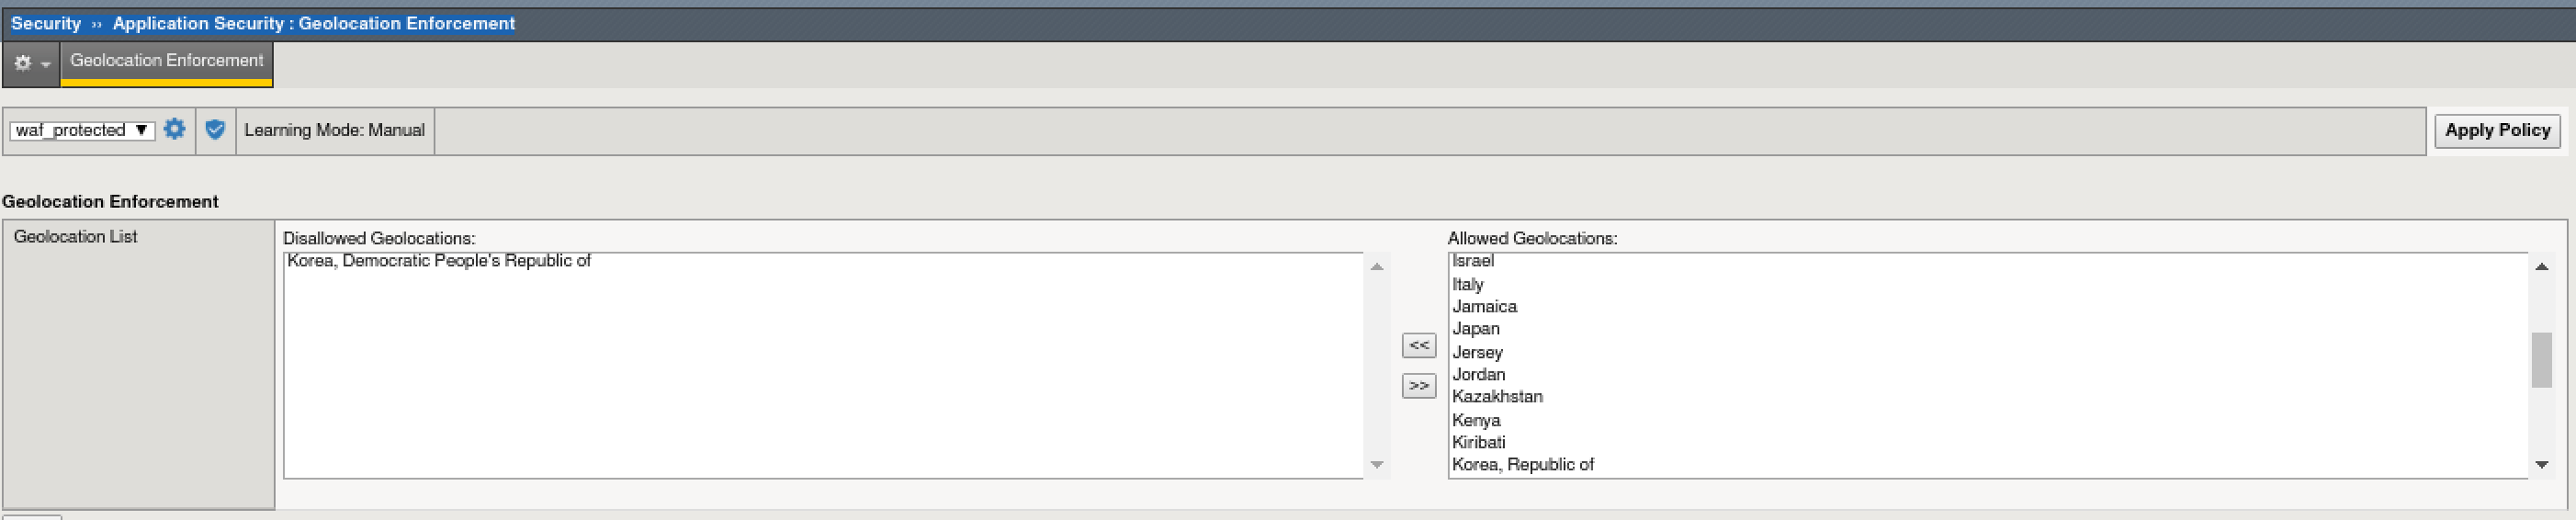 Security ›› Application Security : Geolocation Enforcement
Geolocation Enforcement
waf_protected ▼ Learning Mode: Manual Apply Policy
Geolocation Enforcement
Geolocation List
Disallowed Geolocations:
Korea, Democratic People's Republic of
<<
>>
Allowed Geolocations:
Israel
Italy
Jamaica
Japan
Jersey
Jordan
Kazakhstan
Kenya
Kiribati
Korea, Republic of